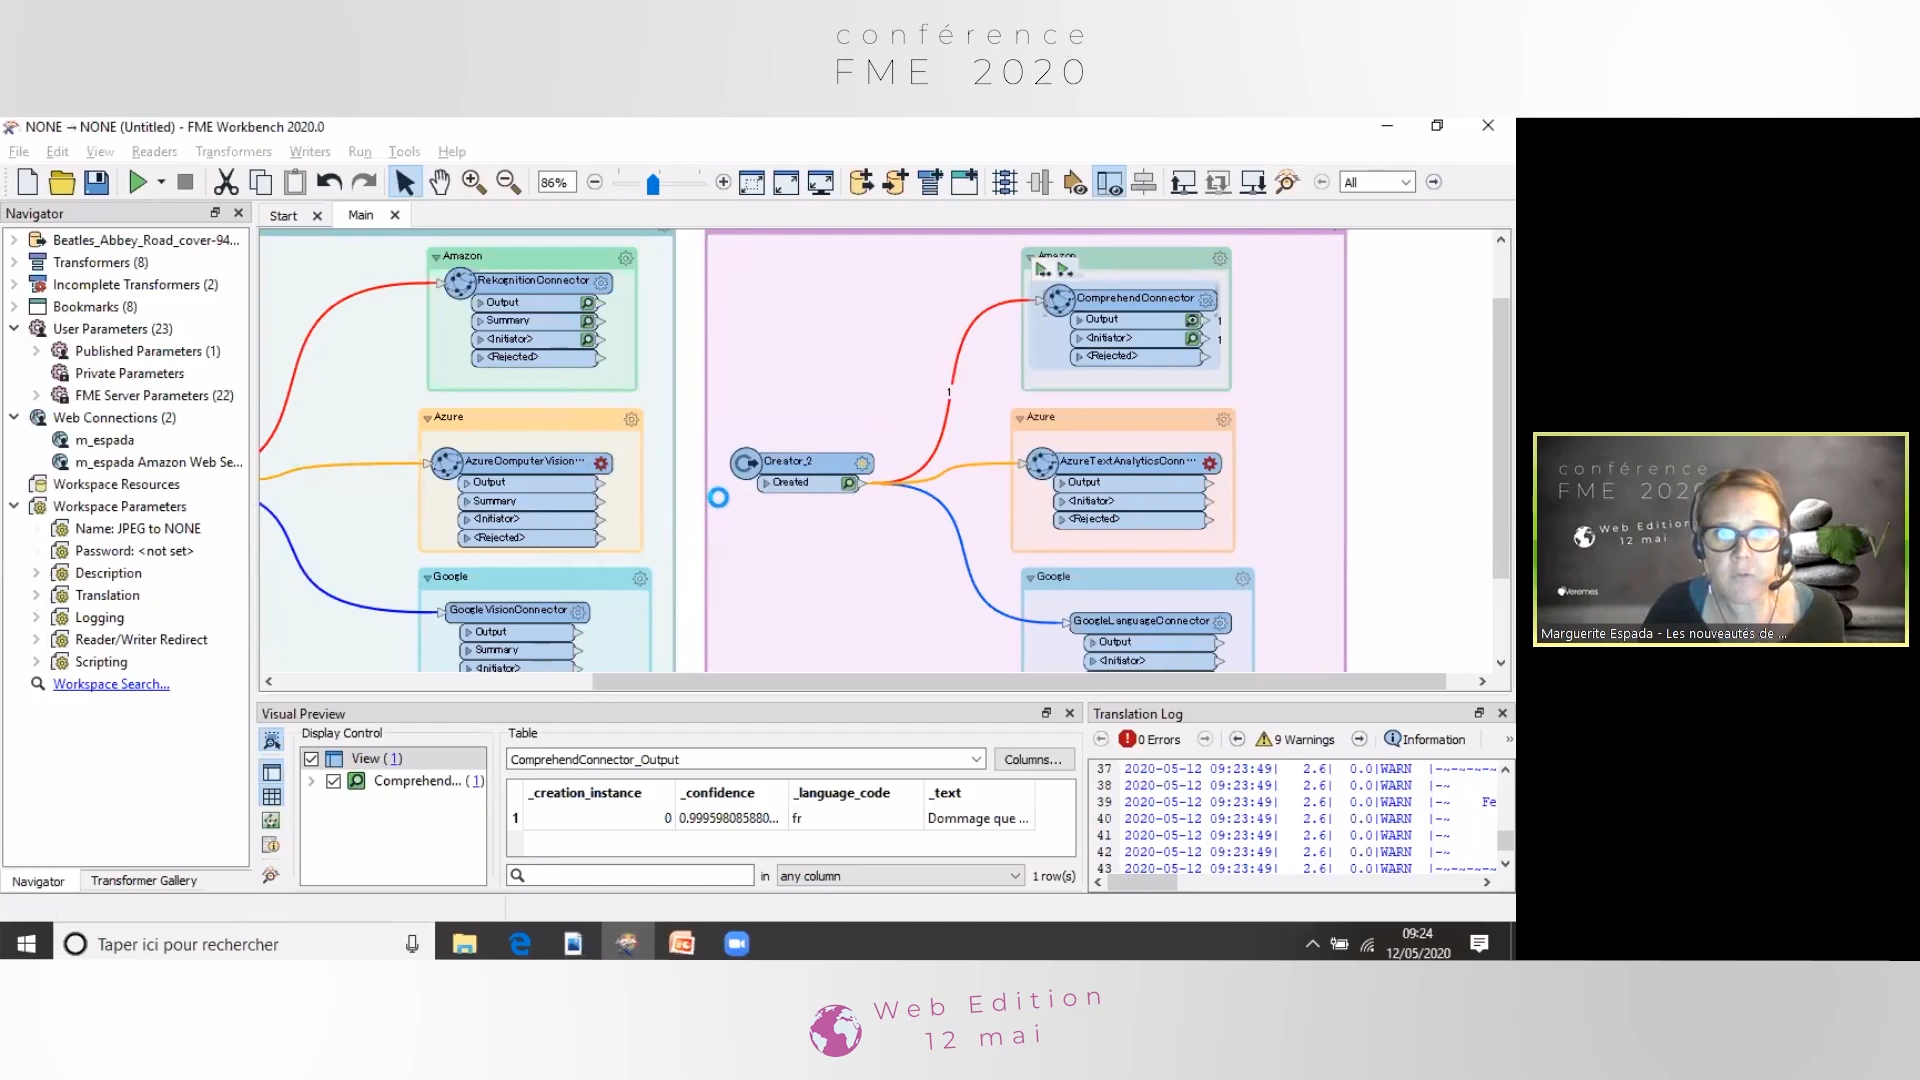 conférence
FME 2020
NONE → NONE (Untitled) - FME Workbench 2020.0
File Edit View Readers Transformers Writers Run Tools Help
86%
All
Navigator
Start
Main
Beatles_Abbey_Road_cover-94...
Transformers (8)
Incomplete Transformers (2)
Bookmarks (8)
User Parameters (23)
Published Parameters (1)
Private Parameters
FME Server Parameters (22)
Web Connections (2)
m_espada
m_espada Amazon Web Se...
Workspace Resources
Workspace Parameters
Name: JPEG to NONE
Password: <not set>
Description
Translation
Logging
Reader/Writer Redirect
Scripting
Workspace Search...
Navigator
Transformer Gallery
Amazon
RekognitionConnector
Output
Summary
<Initiator>
<Rejected>
Azure
AzureComputerVision...
Output
Summary
<Initiator>
<Rejected>
Google
GoogleVisionConnector
Output
Summary
<Initiator>
Creator_2
Created
1
Amazon
ComprehendConnector
Output
1
<Initiator>
1
<Rejected>
Azure
AzureTextAnalyticsConn...
Output
<Initiator>
<Rejected>
Google
GoogleLanguageConnector
Output
<Initiator>
Visual Preview
Display Control
View (1)
Comprehend... (1)
Table
ComprehendConnector_Output
Columns...
_creation_instance _confidence _language_code _text
1 0 0.999598085880... fr Dommage que ...
in any column 1 row(s)
Translation Log
0 Errors 9 Warnings Information »
37 2020-05-12 09:23:49| 2.6| 0.0|WARN |-~-~-~-~
38 2020-05-12 09:23:49| 2.6| 0.0|WARN |-~
39 2020-05-12 09:23:49| 2.6| 0.0|WARN |-~ Fe
40 2020-05-12 09:23:49| 2.6| 0.0|WARN |-~
41 2020-05-12 09:23:49| 2.6| 0.0|WARN |-~
42 2020-05-12 09:23:49| 2.6| 0.0|WARN |-~
43 2020-05-12 09:23:49| 2.6| 0.0|WARN |-~-~-~-~
Taper ici pour rechercher
09:24
12/05/2020
conférence
FME 2020
Web Edition
12 mai
Veremes
Marguerite Espada - Les nouveautés de ...
Web Edition
12 mai